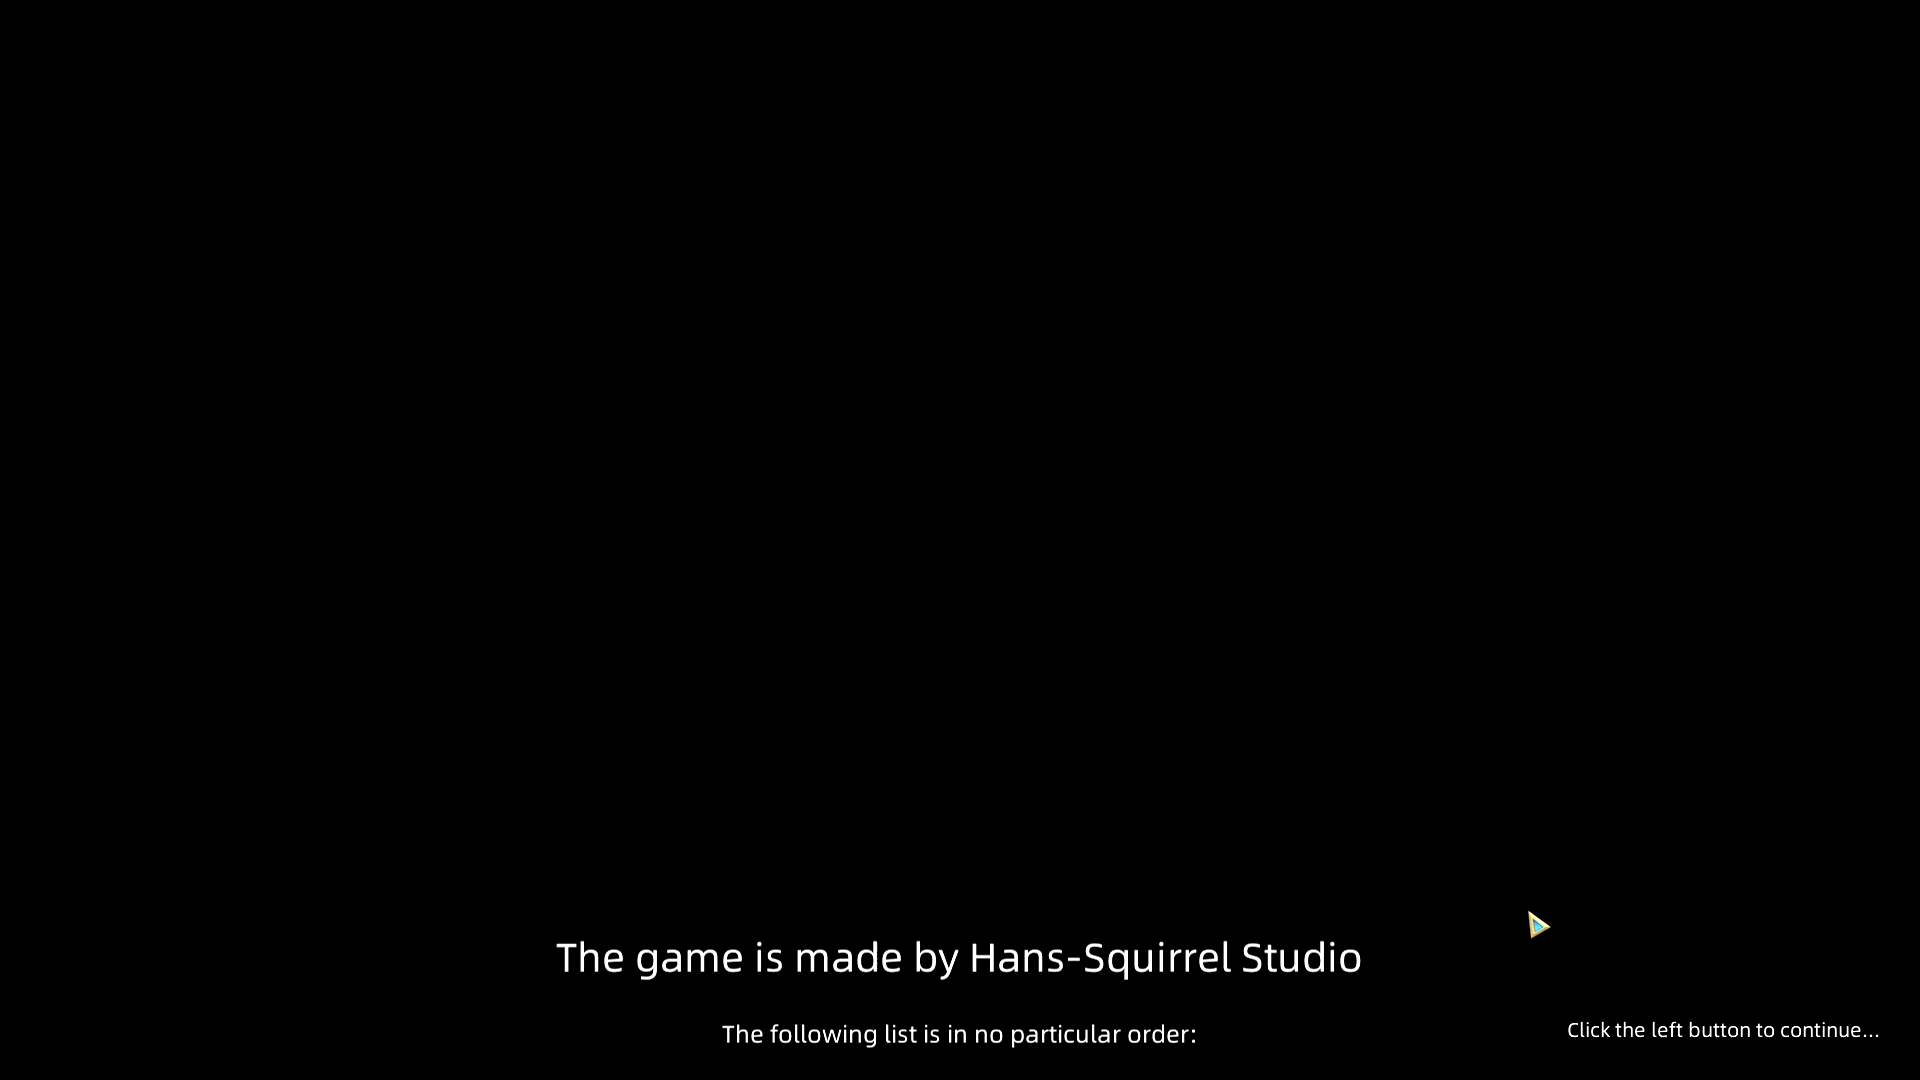 The game is made by Hans-Squirrel Studio
The following list is in no particular order:
Click the left button to continue...